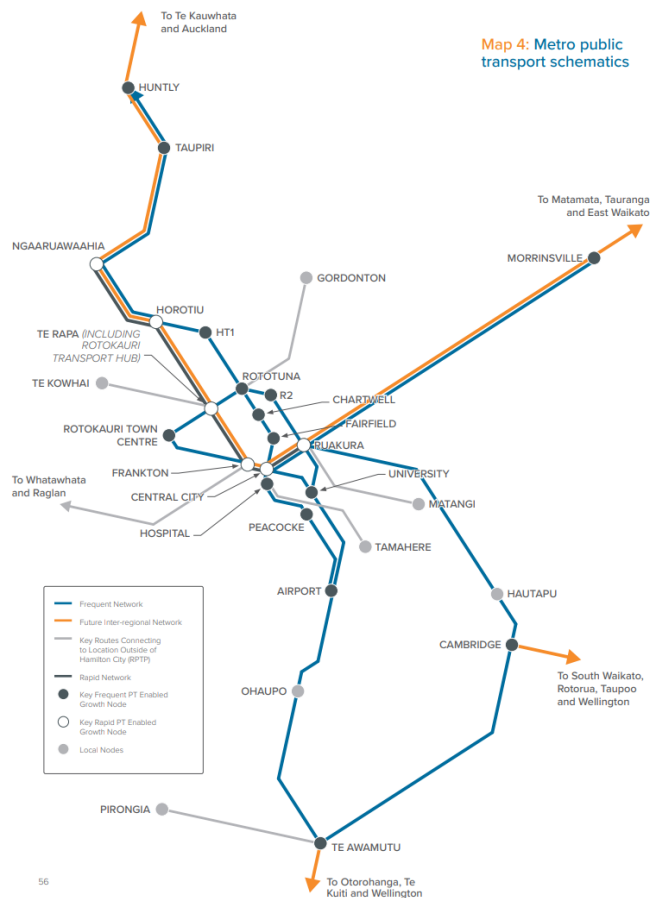 To Te Kauwhata
and Auckland
Map 4: Metro public
transport schematics
HUNTLY
TAUPIRI
To Matamata, Tauranga
and East Waikato
NGAARUAWAAHIA
MORRINSVILLE
GORDONTON
HOROTIU
TE RAPA (INCLUDING
ROTOKAURI
TRANSPORT HUB)
HT1
ROTOTUNA
TE KOWHAI
R2
CHARTWELL
FAIRFIELD
ROTOKAURI TOWN
CENTRE
RUAKURA
FRANKTON
UNIVERSITY
To Whatawhata
and Raglan
CENTRAL CITY
MATANGI
HOSPITAL
PEACOCKE
TAMAHERE
AIRPORT
HAUTAPU
CAMBRIDGE
To South Waikato,
Rotorua, Taupoo
and Wellington
OHAUPO
Frequent Network
Future Inter-regional Network
Key Routes Connecting
to Location Outside of
Hamilton City (RPTP)
Rapid Network
Key Frequent PT Enabled
Growth Node
Key Rapid PT Enabled
Growth Node
Local Nodes
PIRONGIA
TE AWAMUTU
To Otorohanga, Te
Kuiti and Wellington
56